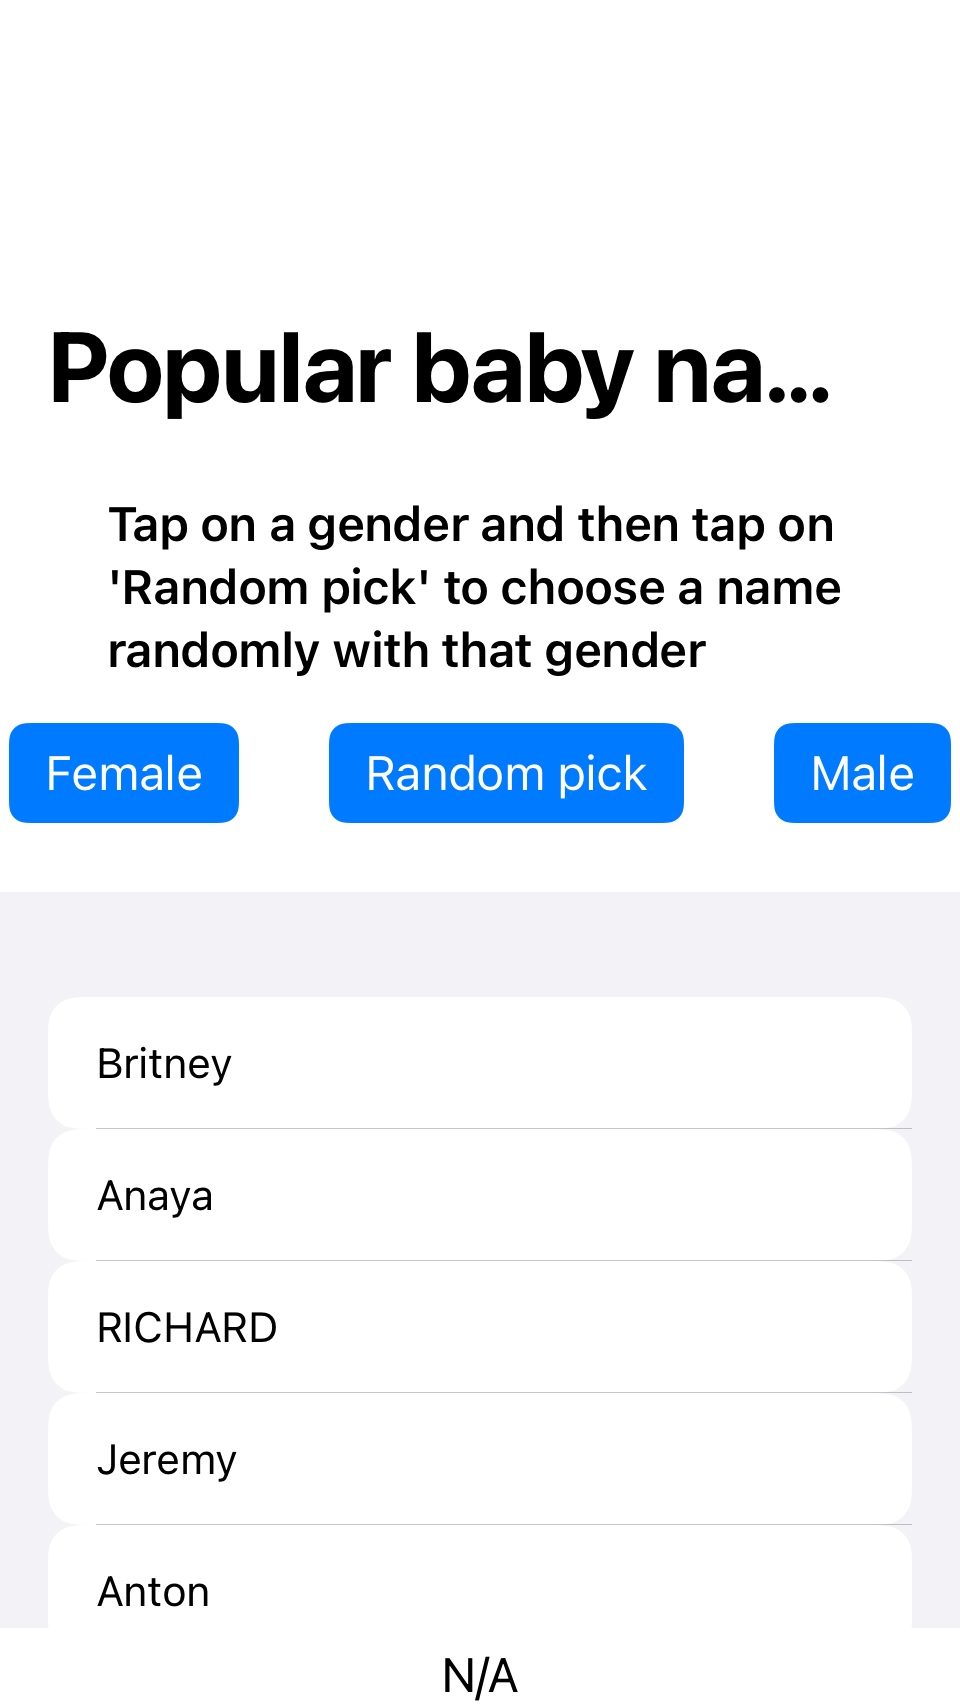 Popular baby na...
Tap on a gender and then tap on
'Random pick' to choose a name
randomly with that gender
Female
Random pick
Male
Britney
Anaya
RICHARD
Jeremy
Anton
N/A